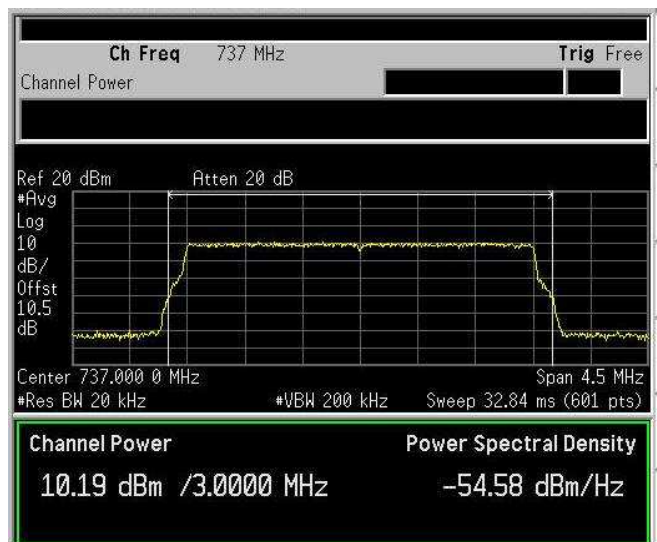 Ch Freq 737 MHz Trig Free
Channel Power
Ref 20 dBm Atten 20 dB
#Avg
Log
10
dB/
Offst
10.5
dB
Center 737.000 0 MHz Span 4.5 MHz
#Res BW 20 kHz #VBW 200 kHz Sweep 32.84 ms (601 pts)
Channel Power Power Spectral Density
10.19 dBm /3.0000 MHz -54.58 dBm/Hz